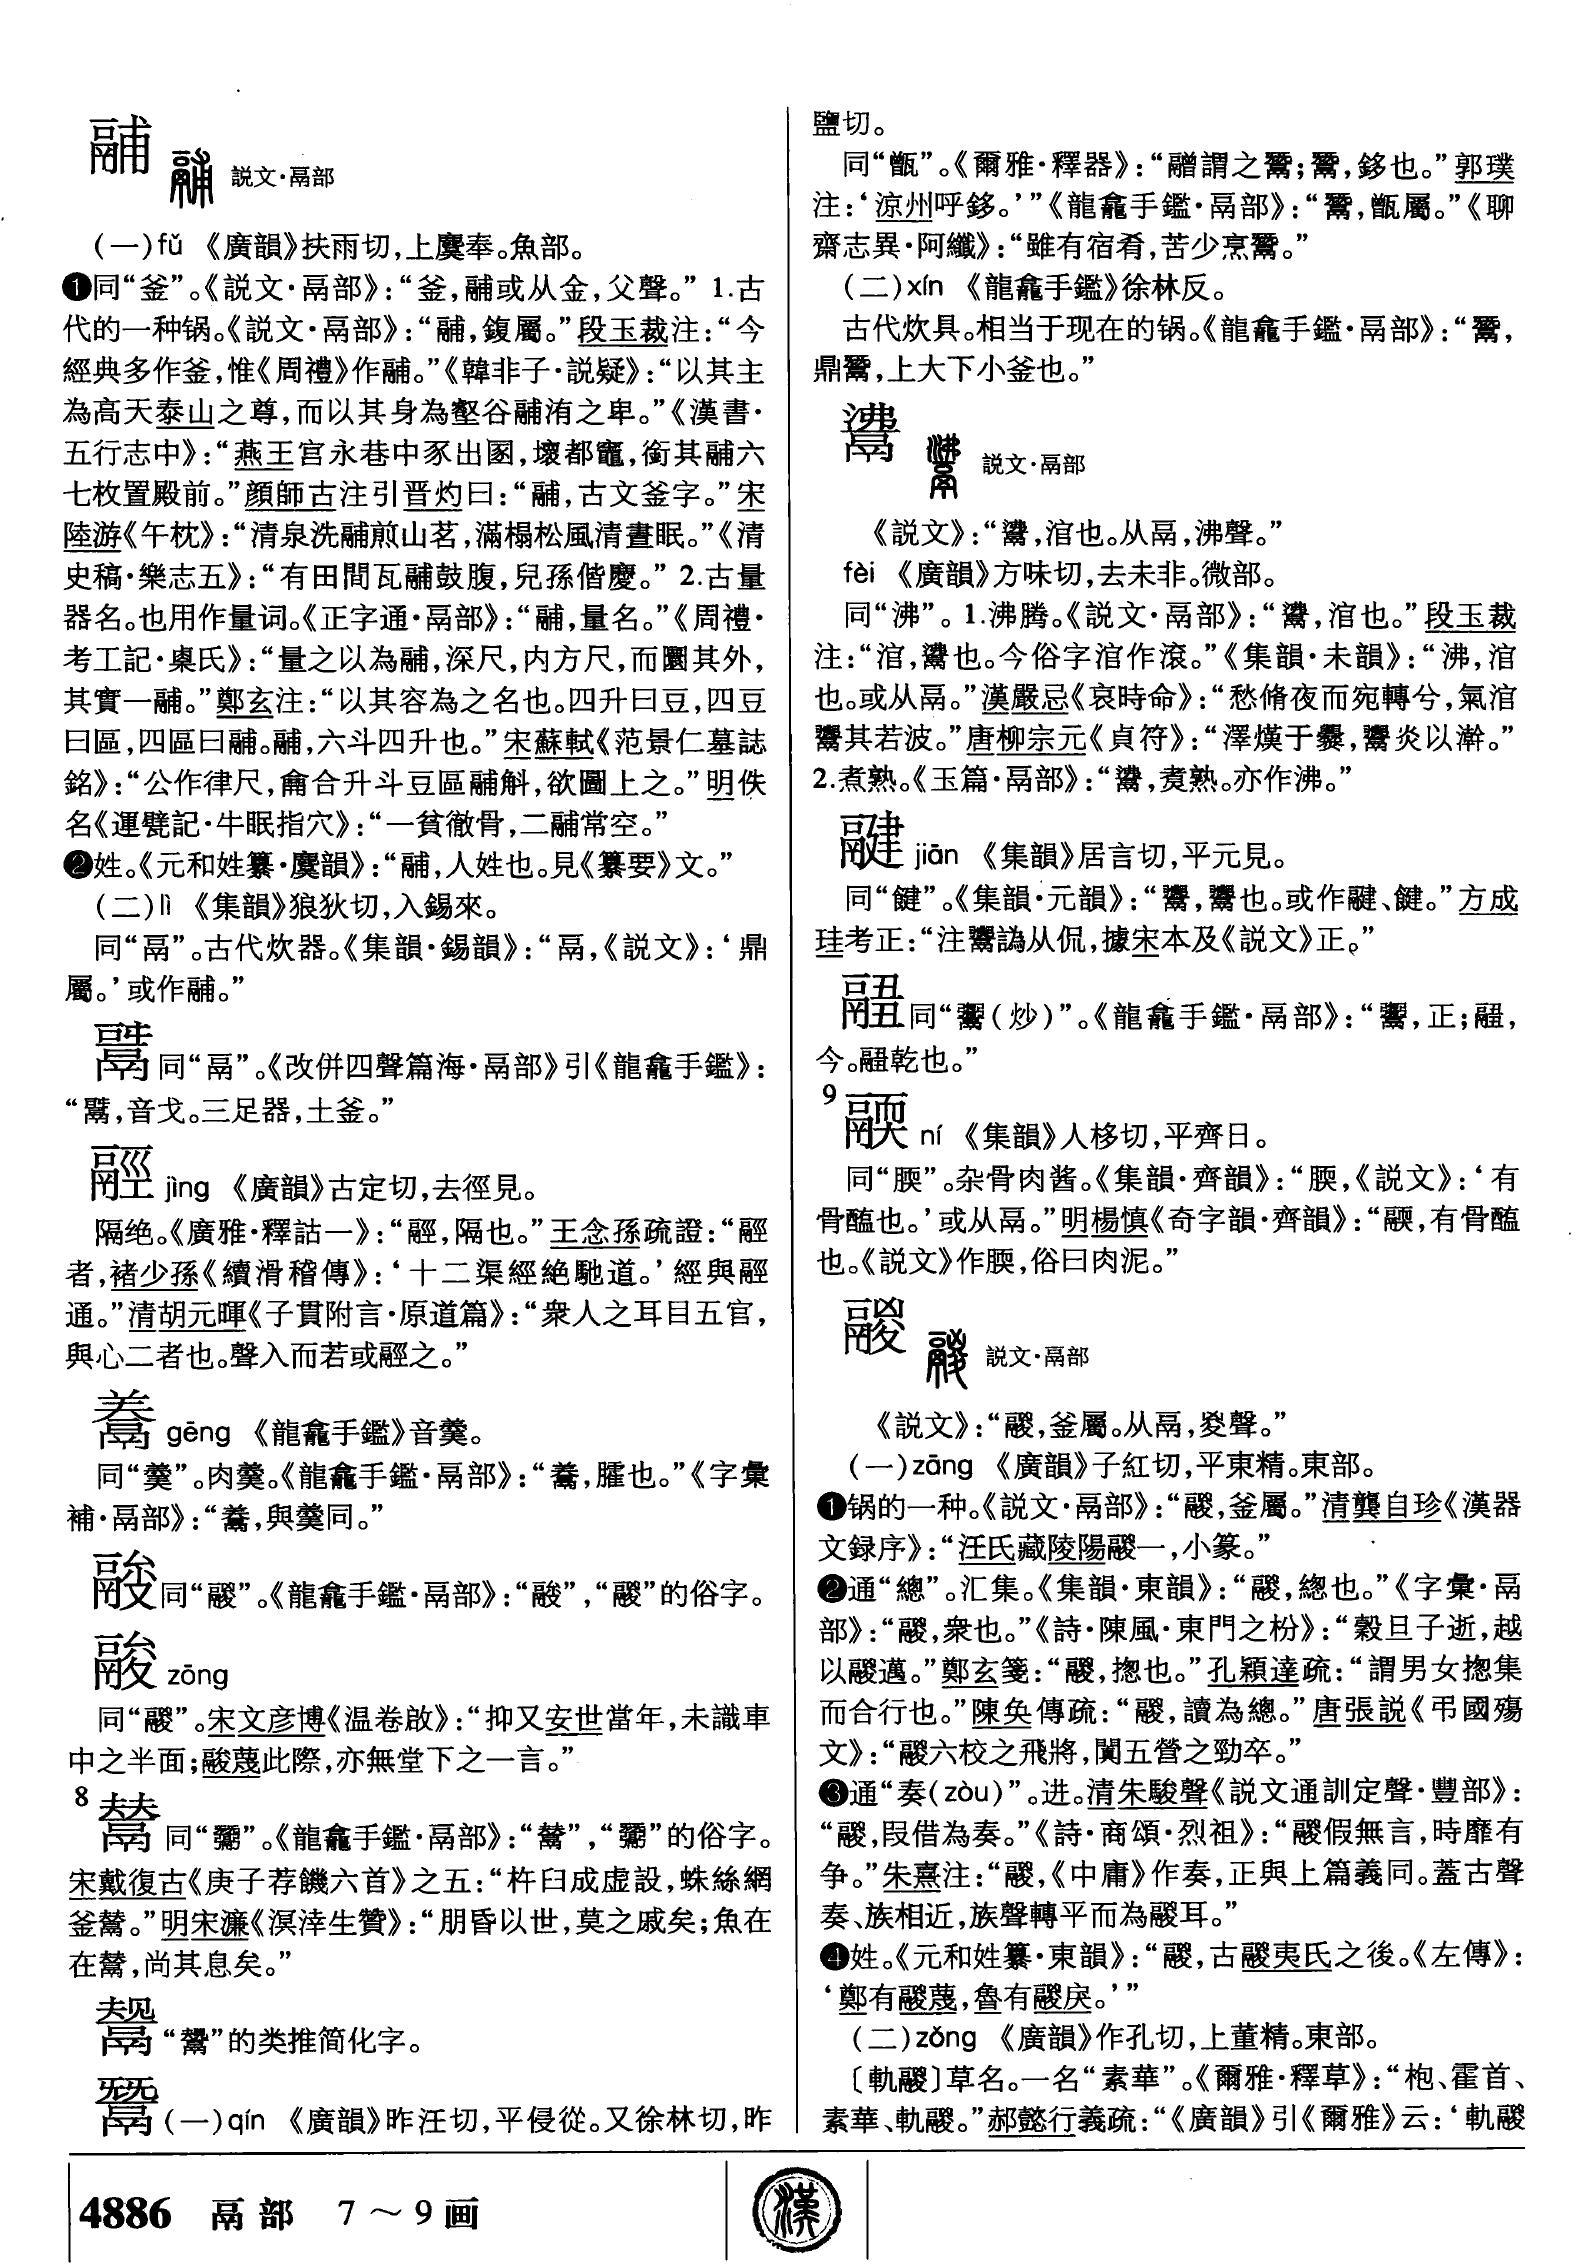 鬴 説文·鬲部
(一)fǔ 《廣韻》扶雨切，上麌奉。魚部。
❶同“釜”。《説文·鬲部》：“釜，鬴或从金，父聲。” 1.古
代的一种锅。《説文·鬲部》：“鬴，鍑屬。”段玉裁注：“今
經典多作釜，惟《周禮》作鬴。”《韓非子·説疑》：“以其主
為高天泰山之尊，而以其身為壑谷鬴洧之卑。”《漢書·
五行志中》：“燕王宫永巷中豕出圂，壞都竈，銜其鬴六
七枚置殿前。”顔師古注引晋灼曰：“鬴，古文釜字。”宋
陸游《午枕》：“清泉洗鬴煎山茗，滿榻松風清晝眠。”《清
史稿·樂志五》：“有田間瓦鬴鼓腹，兒孫偕慶。” 2.古量
器名。也用作量词。《正字通·鬲部》：“鬴，量名。”《周禮·
考工記·㮚氏》：“量之以為鬴，深尺，内方尺，而圜其外，
其實一鬴。”鄭玄注：“以其容為之名也。四升曰豆，四豆
曰區，四區曰鬴。鬴，六斗四升也。”宋蘇軾《范景仁墓誌
銘》：“公作律尺，龠合升斗豆區鬴斛，欲圖上之。”明佚
名《運甓記·牛眠指穴》：“一貧徹骨，二鬴常空。”
❷姓。《元和姓纂·麌韻》：“鬴，人姓也。見《纂要》文。”
(二)lì 《集韻》狼狄切，入錫來。
同“鬲”。古代炊器。《集韻·錫韻》：“鬲，《説文》：‘鼎
屬。’或作鬴。”
同“鬲”。《改併四聲篇海·鬲部》引《龍龕手鑑》：
“，音戈。三足器，土釜。”
䡖 jìng 《廣韻》古定切，去徑見。
隔绝。《廣雅·釋詁一》：“，隔也。”王念孫疏證：“
者，褚少孫《續滑稽傳》：‘十二渠經絶馳道。’經與
通。”清胡元暉《子貫附言·原道篇》：“衆人之耳目五官，
與心二者也。聲入而若或之。”
gēng 《龍龕手鑑》音羹。
同“羹”。肉羹。《龍龕手鑑·鬲部》：“，臛也。”《字彙
補·鬲部》：“，與羹同。”
同“鬷”。《龍龕手鑑·鬲部》：“”，“鬷”的俗字。
zōng
同“鬷”。宋文彦博《温卷啟》：“抑又安世當年，未識車
中之半面；蔑此際，亦無堂下之一言。”
8
同“鬻”。《龍龕手鑑·鬲部》：“”，“”的俗字。
宋戴復古《庚子荐饑六首》之五：“杵臼成虚設，蛛絲網
釜鬵。”明宋濂《溟涬生贊》：“朋昏以世，莫之戚矣；魚在
在，尚其息矣。”
“鬶”的类推简化字。
鬵 (一)qín 《廣韻》昨汪切，平侵從。又徐林切，昨
鹽切。
同“甑”。《爾雅·釋器》：“䰝謂之鬵；鬵，鉹也。”郭璞
注：‘涼州呼鉹。’”《龍龕手鑑·鬲部》：“鬵，甑屬。”《聊
齋志異·阿纖》：“雖有宿肴，苦少烹鬵。”
(二)xín 《龍龕手鑑》徐林反。
古代炊具。相当于现在的锅。《龍龕手鑑·鬲部》：“鬵，
鼎鬵，上大下小釜也。”
䰼 説文·鬲部
《説文》：“，涫也。从鬲，沸聲。”
fèi 《廣韻》方味切，去未非。微部。
同“沸”。 1.沸腾。《説文·鬲部》：“，涫也。”段玉裁
注：“涫，也。今俗字涫作滚。”《集韻·未韻》：“沸，涫
也。或从鬲。”漢嚴忌《哀時命》：“愁脩夜而宛轉兮，氣涫
其若波。”唐柳宗元《貞符》：“澤熯于爨，炎以澣。”
2.煮熟。《玉篇·鬲部》：“，煑熟。亦作沸。”
jiān 《集韻》居言切，平元見。
同“鍵”。《集韻·元韻》：“，鬻也。或作、。”方成
珪考正：“注鬻譌从侃，據宋本及《説文》正。”
同“(炒)”。《龍龕手鑑·鬲部》：“，正；，
今。乾也。”
9
ní 《集韻》人移切，平齊日。
同“腝”。杂骨肉酱。《集韻·齊韻》：“腝，《説文》：‘有
骨醢也。’或从鬲。”明楊慎《奇字韻·齊韻》：“，有骨醢
也。《説文》作腝，俗曰肉泥。”
鬷 説文·鬲部
《説文》：“鬷，釜屬。从鬲，㚇聲。”
(一)zōng 《廣韻》子紅切，平東精。東部。
❶锅的一种。《説文·鬲部》：“鬷，釜屬。”清龔自珍《漢器
文録序》：“汪氏藏陵陽鬷一，小篆。”
❷通“總”。汇集。《集韻·東韻》：“鬷，緫也。”《字彙·鬲
部》：“鬷，衆也。”《詩·陳風·東門之枌》：“榖旦于逝，越
以鬷邁。”鄭玄箋：“鬷，揔也。”孔穎達疏：“謂男女揔集
而合行也。”陳奂傳疏：“鬷，讀為總。”唐張説《弔國殤
文》：“鬷六校之飛將，闐五營之勁卒。”
❸通“奏(zòu)”。进。清朱駿聲《説文通訓定聲·豐部》：
“鬷，叚借為奏。”《詩·商頌·烈祖》：“鬷假無言，時靡有
争。”朱熹注：“鬷，《中庸》作奏，正與上篇義同。蓋古聲
奏、族相近，族聲轉平而為鬷耳。”
❹姓。《元和姓纂·東韻》：“鬷，古鬷夷氏之後。《左傳》：
‘鄭有鬷蔑，魯有鬷戾。’”
(二)zǒng 《廣韻》作孔切，上董精。東部。
〔軌鬷〕草名。一名“素華”。《爾雅·釋草》：“枹、霍首、
素華、軌鬷。”郝懿行義疏：“《廣韻》引《爾雅》云：‘軌鬷
4886 鬲部 7～9画
漢